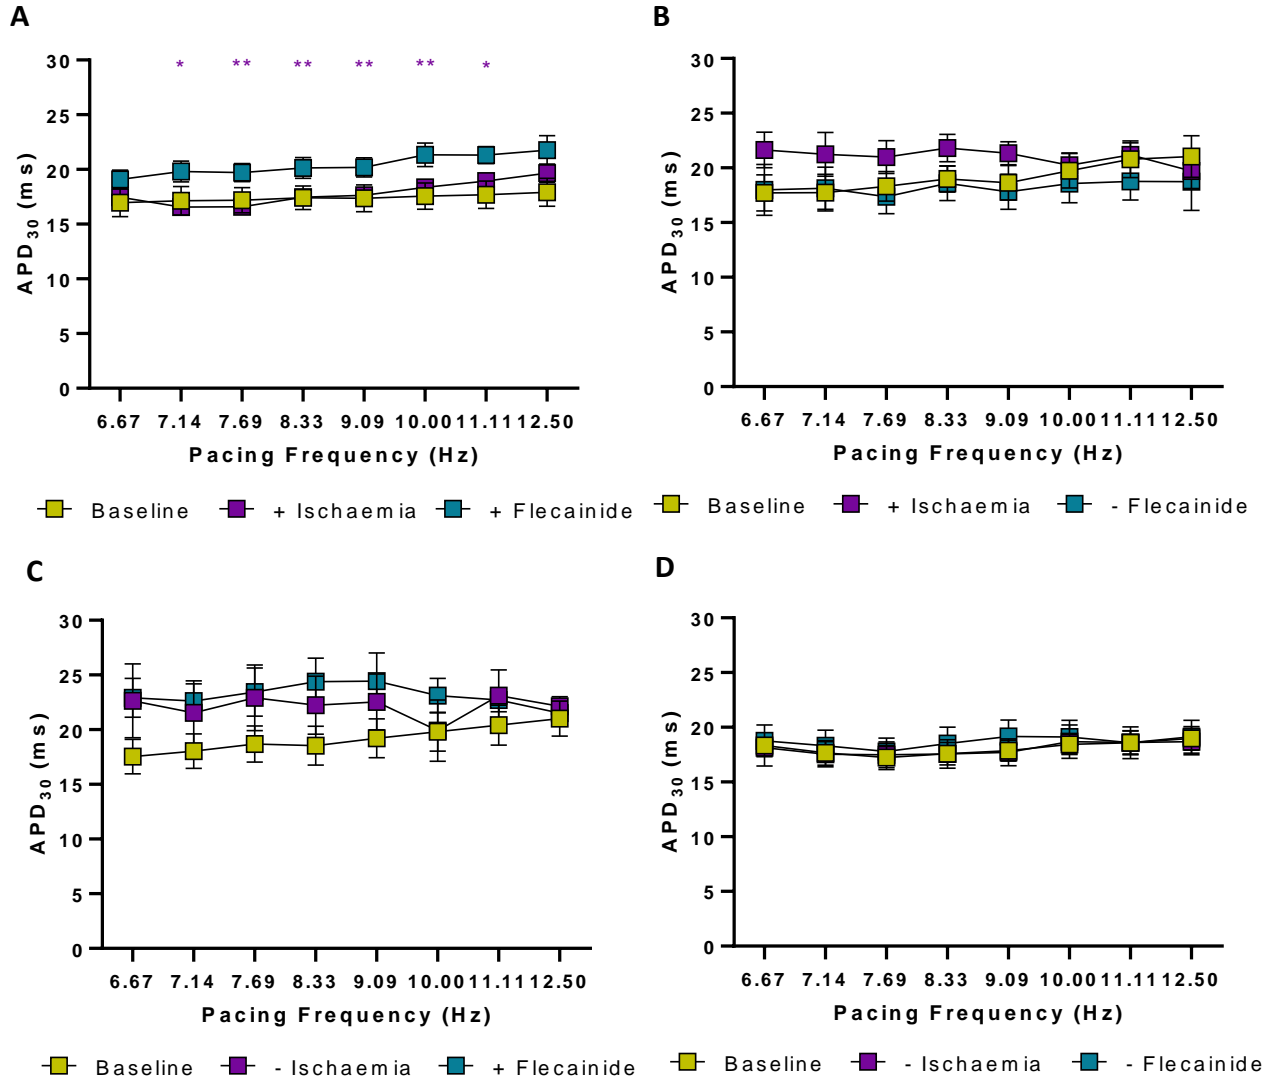 A
30
25
20
15
10
5
0
APD30 (ms)
* ** ** ** ** *
6.67 7.14 7.69 8.33 9.09 10.00 11.11 12.50
Pacing Frequency (Hz)
Baseline + Ischaemia + Flecainide
B
30
25
20
15
10
5
0
APD30 (ms)
6.67 7.14 7.69 8.33 9.09 10.00 11.11 12.50
Pacing Frequency (Hz)
Baseline + Ischaemia - Flecainide
C
30
25
20
15
10
5
0
APD30 (ms)
6.67 7.14 7.69 8.33 9.09 10.00 11.11 12.50
Pacing Frequency (Hz)
Baseline - Ischaemia + Flecainide
D
30
25
20
15
10
5
0
APD30 (ms)
6.67 7.14 7.69 8.33 9.09 10.00 11.11 12.50
Pacing Frequency (Hz)
Baseline - Ischaemia - Flecainide